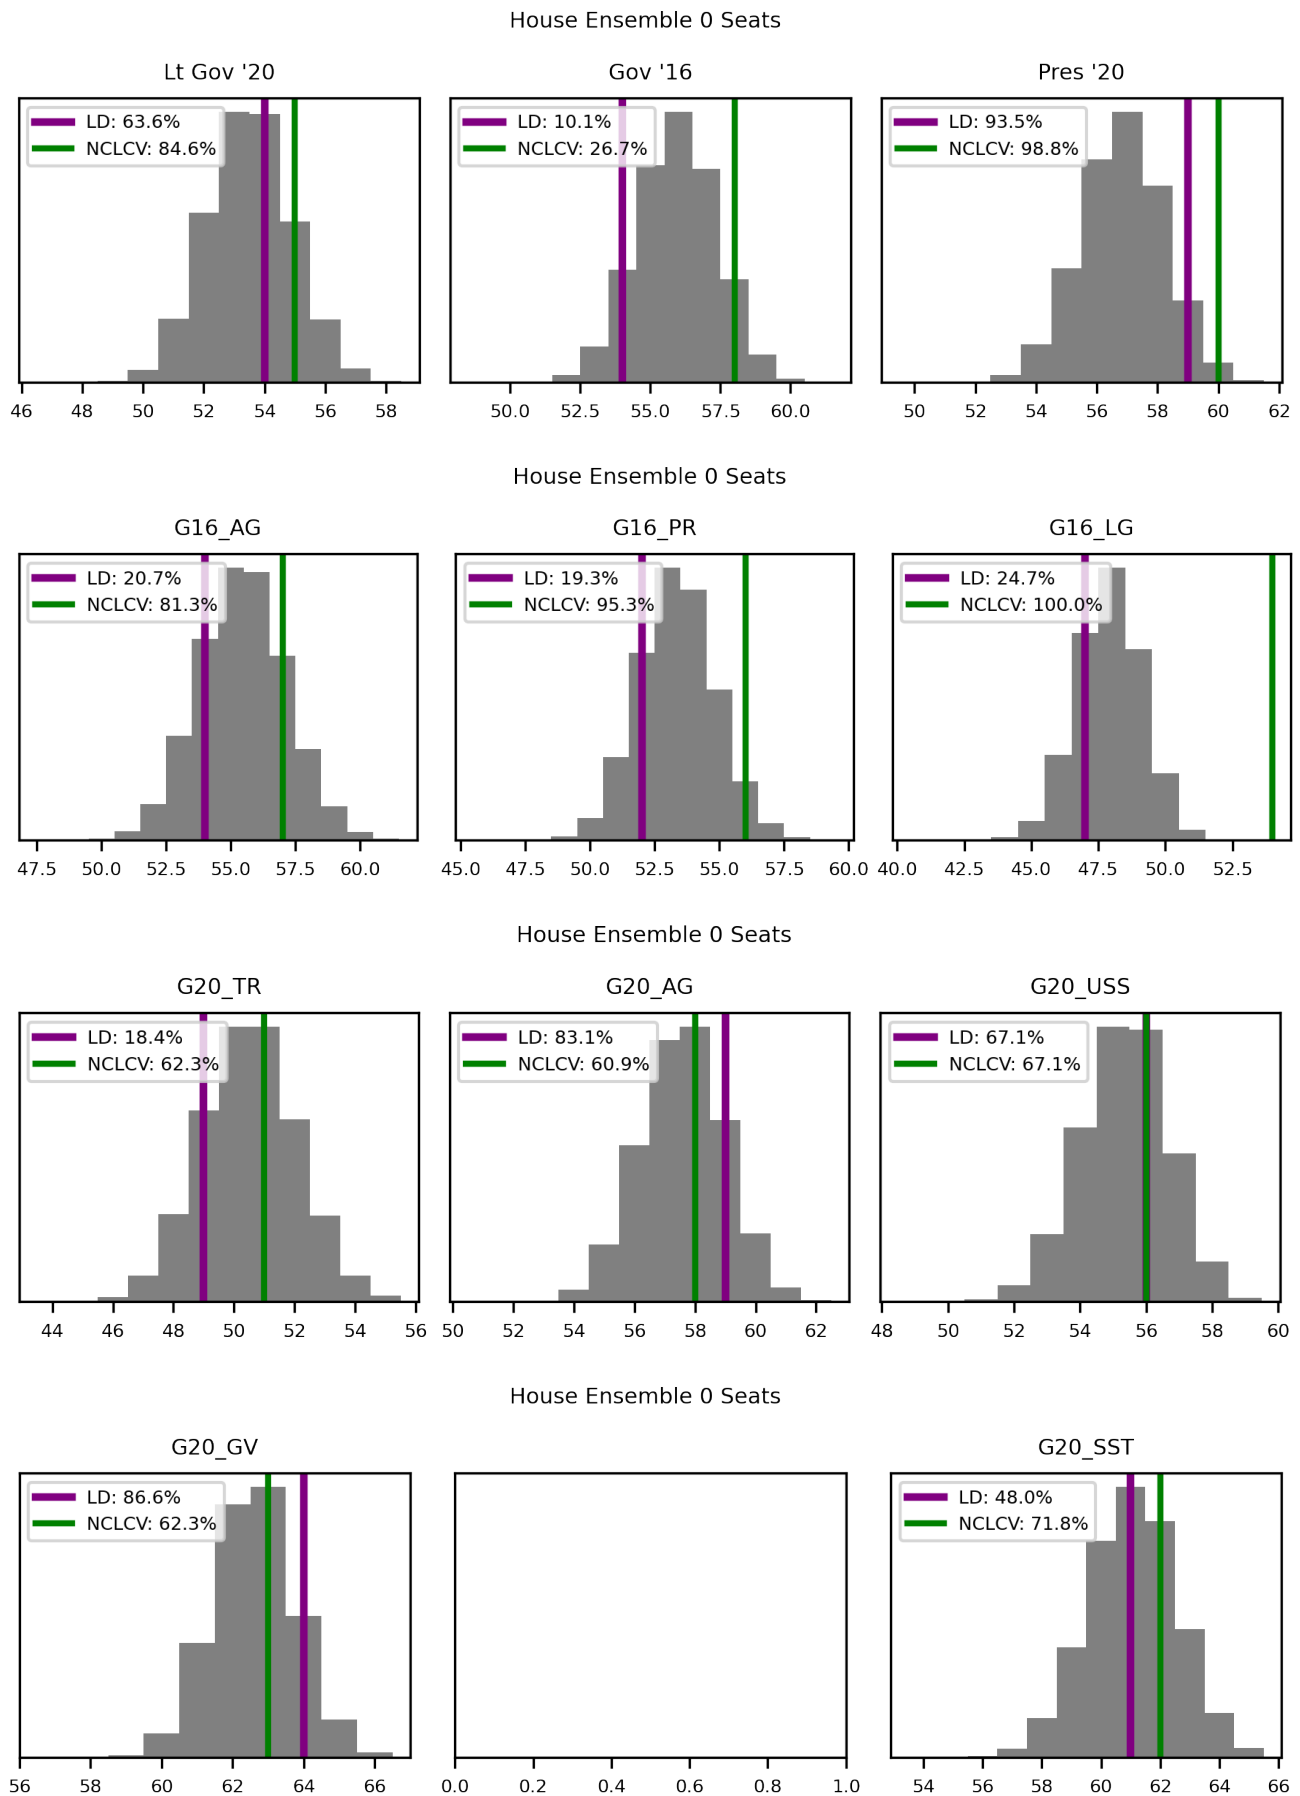 House Ensemble 0 Seats
Lt Gov '20
Gov '16
Pres '20
LD: 63.6%
NCLCV: 84.6%
LD: 10.1%
NCLCV: 26.7%
LD: 93.5%
NCLCV: 98.8%
46 48 50 52 54 56 58
50.0 52.5 55.0 57.5 60.0
50 52 54 56 58 60 62
House Ensemble 0 Seats
G16_AG
G16_PR
G16_LG
LD: 20.7%
NCLCV: 81.3%
LD: 19.3%
NCLCV: 95.3%
LD: 24.7%
NCLCV: 100.0%
47.5 50.0 52.5 55.0 57.5 60.0
45.0 47.5 50.0 52.5 55.0 57.5 60.0
40.0 42.5 45.0 47.5 50.0 52.5
House Ensemble 0 Seats
G20_TR
G20_AG
G20_USS
LD: 18.4%
NCLCV: 62.3%
LD: 83.1%
NCLCV: 60.9%
LD: 67.1%
NCLCV: 67.1%
44 46 48 50 52 54 56
50 52 54 56 58 60 62
48 50 52 54 56 58 60
House Ensemble 0 Seats
G20_GV
G20_SST
LD: 86.6%
NCLCV: 62.3%
LD: 48.0%
NCLCV: 71.8%
56 58 60 62 64 66
0.0 0.2 0.4 0.6 0.8 1.0
54 56 58 60 62 64 66